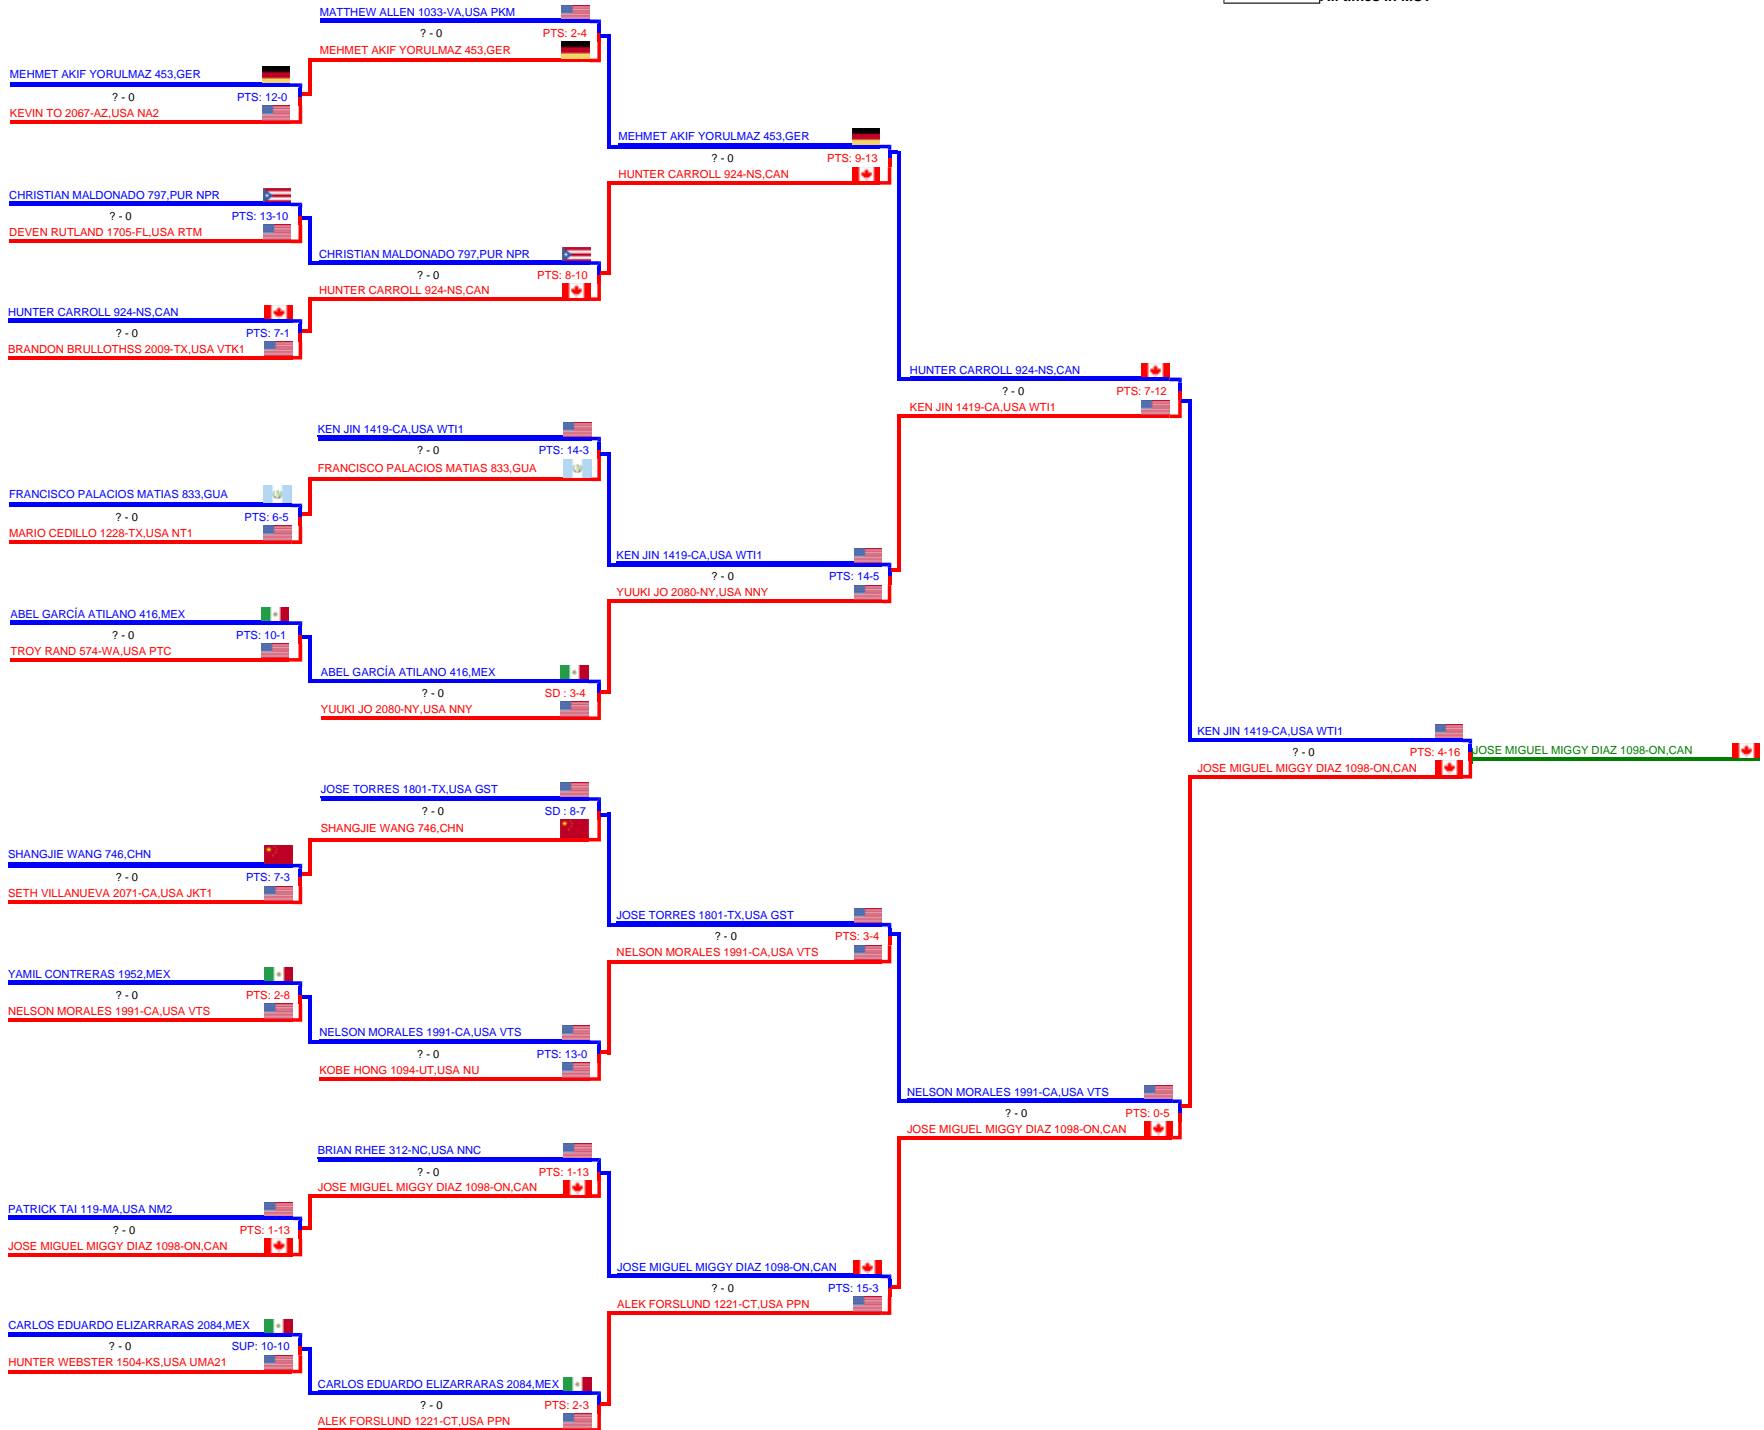 MATTHEW ALLEN 1033-VA,USA PKM
? - 0
PTS: 2-4
MEHMET AKIF YORULMAZ 453,GER
MEHMET AKIF YORULMAZ 453,GER
? - 0
PTS: 12-0
KEVIN TO 2067-AZ,USA NA2
MEHMET AKIF YORULMAZ 453,GER
? - 0
PTS: 9-13
HUNTER CARROLL 924-NS,CAN
CHRISTIAN MALDONADO 797,PUR NPR
? - 0
PTS: 13-10
DEVEN RUTLAND 1705-FL,USA RTM
CHRISTIAN MALDONADO 797,PUR NPR
? - 0
PTS: 8-10
HUNTER CARROLL 924-NS,CAN
HUNTER CARROLL 924-NS,CAN
? - 0
PTS: 7-1
BRANDON BRULLOTHSS 2009-TX,USA VTK1
HUNTER CARROLL 924-NS,CAN
? - 0
PTS: 7-12
KEN JIN 1419-CA,USA WTI1
KEN JIN 1419-CA,USA WTI1
? - 0
PTS: 14-3
FRANCISCO PALACIOS MATIAS 833,GUA
FRANCISCO PALACIOS MATIAS 833,GUA
? - 0
PTS: 6-5
MARIO CEDILLO 1228-TX,USA NT1
KEN JIN 1419-CA,USA WTI1
? - 0
PTS: 14-5
YUUKI JO 2080-NY,USA NNY
ABEL GARCÍA ATILANO 416,MEX
? - 0
PTS: 10-1
TROY RAND 574-WA,USA PTC
ABEL GARCÍA ATILANO 416,MEX
? - 0
SD : 3-4
YUUKI JO 2080-NY,USA NNY
KEN JIN 1419-CA,USA WTI1
? - 0
PTS: 4-16
JOSE MIGUEL MIGGY DIAZ 1098-ON,CAN
JOSE MIGUEL MIGGY DIAZ 1098-ON,CAN
JOSE TORRES 1801-TX,USA GST
? - 0
SD : 8-7
SHANGJIE WANG 746,CHN
SHANGJIE WANG 746,CHN
? - 0
PTS: 7-3
SETH VILLANUEVA 2071-CA,USA JKT1
JOSE TORRES 1801-TX,USA GST
? - 0
PTS: 3-4
NELSON MORALES 1991-CA,USA VTS
YAMIL CONTRERAS 1952,MEX
? - 0
PTS: 2-8
NELSON MORALES 1991-CA,USA VTS
NELSON MORALES 1991-CA,USA VTS
? - 0
PTS: 13-0
KOBE HONG 1094-UT,USA NU
NELSON MORALES 1991-CA,USA VTS
? - 0
PTS: 0-5
JOSE MIGUEL MIGGY DIAZ 1098-ON,CAN
BRIAN RHEE 312-NC,USA NNC
? - 0
PTS: 1-13
JOSE MIGUEL MIGGY DIAZ 1098-ON,CAN
PATRICK TAI 119-MA,USA NM2
? - 0
PTS: 1-13
JOSE MIGUEL MIGGY DIAZ 1098-ON,CAN
JOSE MIGUEL MIGGY DIAZ 1098-ON,CAN
? - 0
PTS: 15-3
ALEK FORSLUND 1221-CT,USA PPN
CARLOS EDUARDO ELIZARRARAS 2084,MEX
? - 0
SUP: 10-10
HUNTER WEBSTER 1504-KS,USA UMA21
CARLOS EDUARDO ELIZARRARAS 2084,MEX
? - 0
PTS: 2-3
ALEK FORSLUND 1221-CT,USA PPN